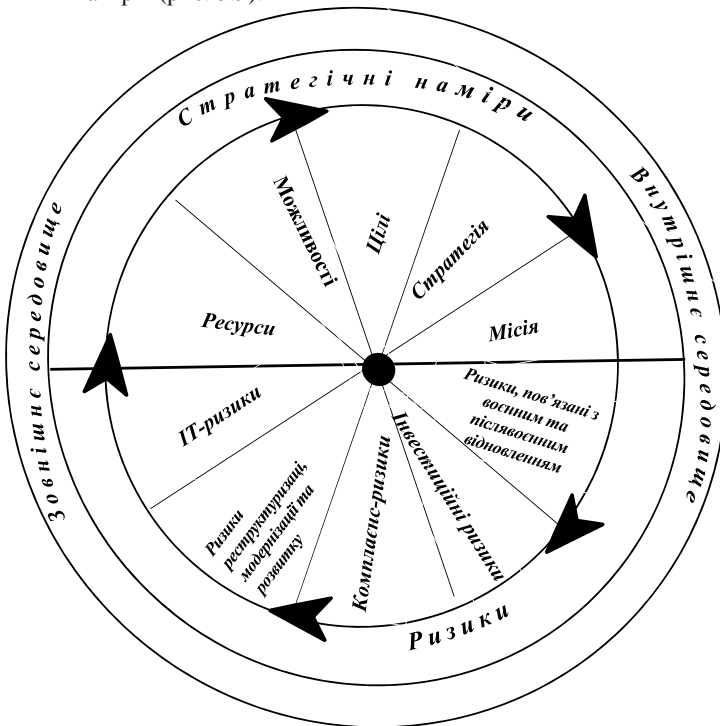 Стратегічні наміри
Зовнішнє середовище
Внутрішнє середовище
Можливості
Цілі
Стратегія
Ресурси
Місія
ІТ-ризики
Ризики, пов’язані з
воєнним та
післявоєнним
відновленням
Ризики
реструктуризаці,
модернізації та
розвитку
Комплаєнс-ризики
Інвестиційні ризики
Ризики